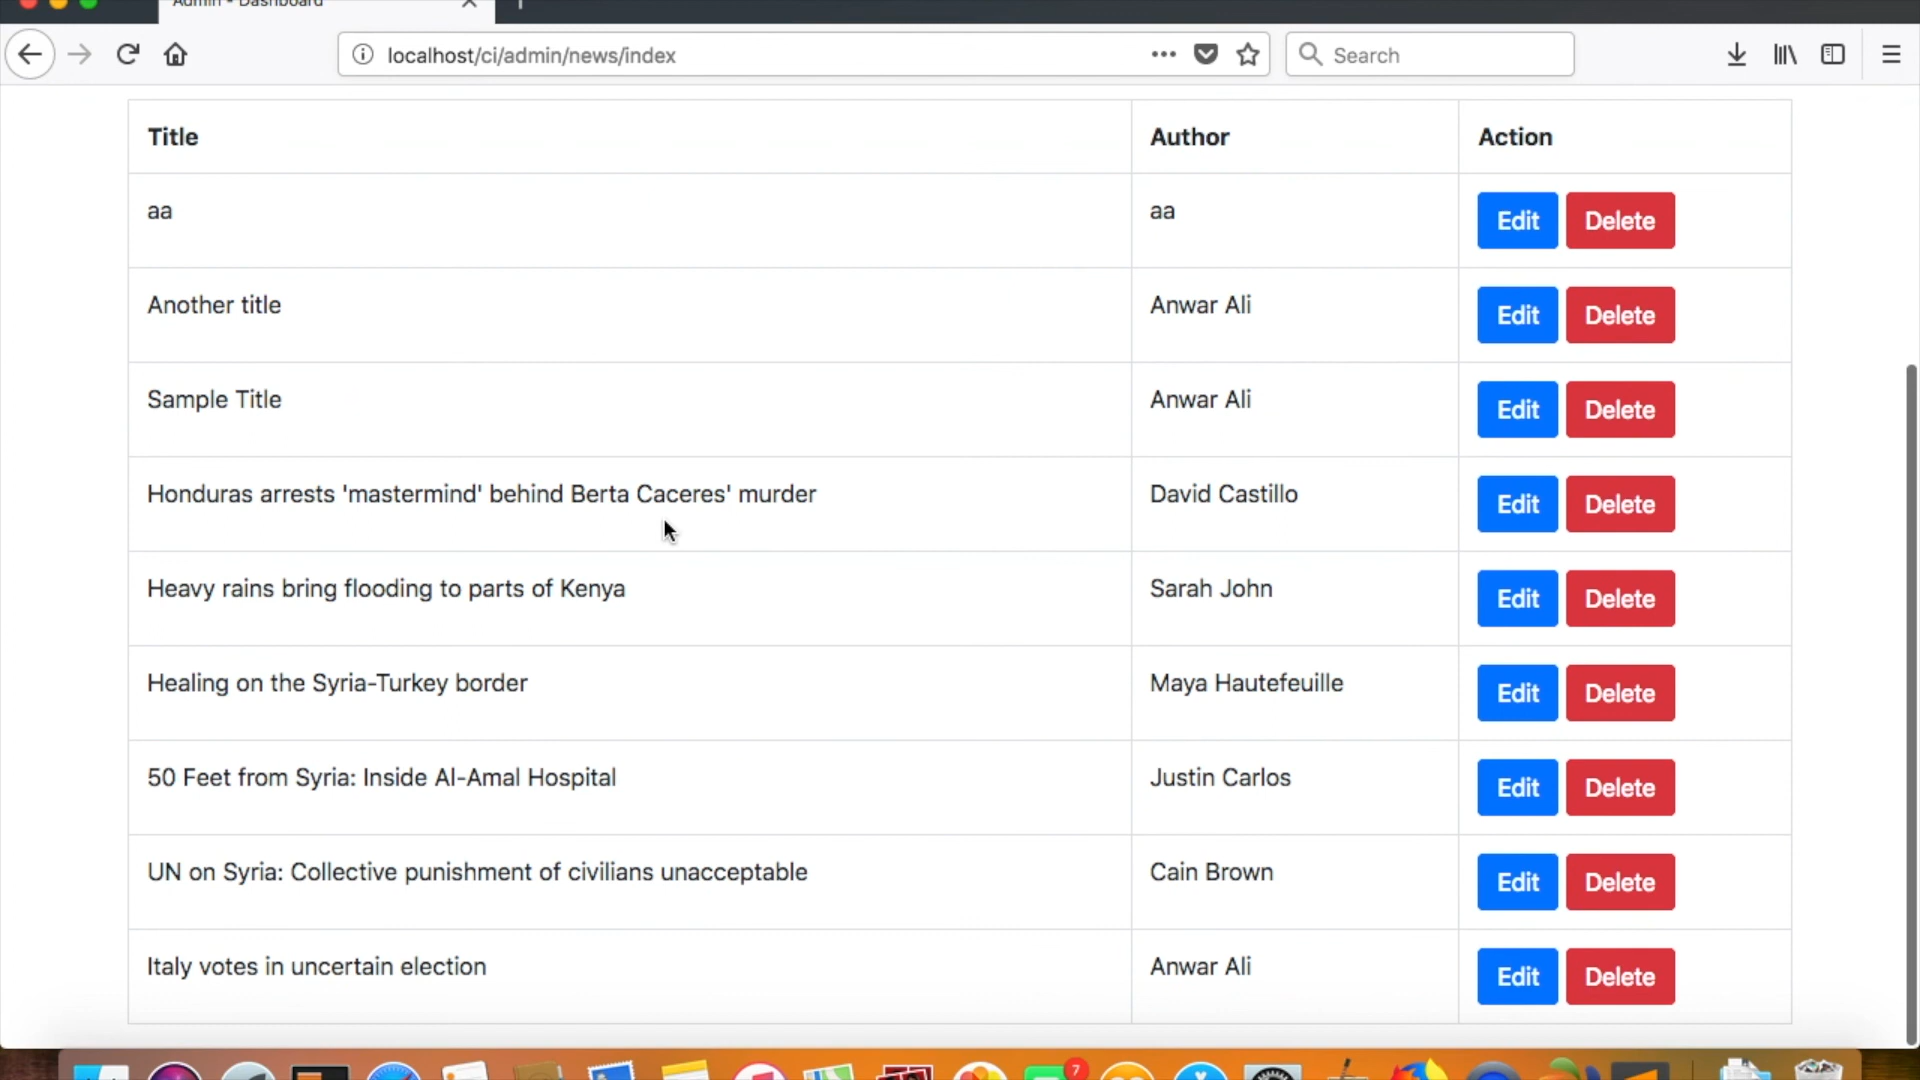 Admin - Dashboard
localhost/ci/admin/news/index
Search
Title Author Action
aa aa Edit Delete
Another title Anwar Ali Edit Delete
Sample Title Anwar Ali Edit Delete
Honduras arrests 'mastermind' behind Berta Caceres' murder David Castillo Edit Delete
Heavy rains bring flooding to parts of Kenya Sarah John Edit Delete
Healing on the Syria-Turkey border Maya Hautefeuille Edit Delete
50 Feet from Syria: Inside Al-Amal Hospital Justin Carlos Edit Delete
UN on Syria: Collective punishment of civilians unacceptable Cain Brown Edit Delete
Italy votes in uncertain election Anwar Ali Edit Delete
7